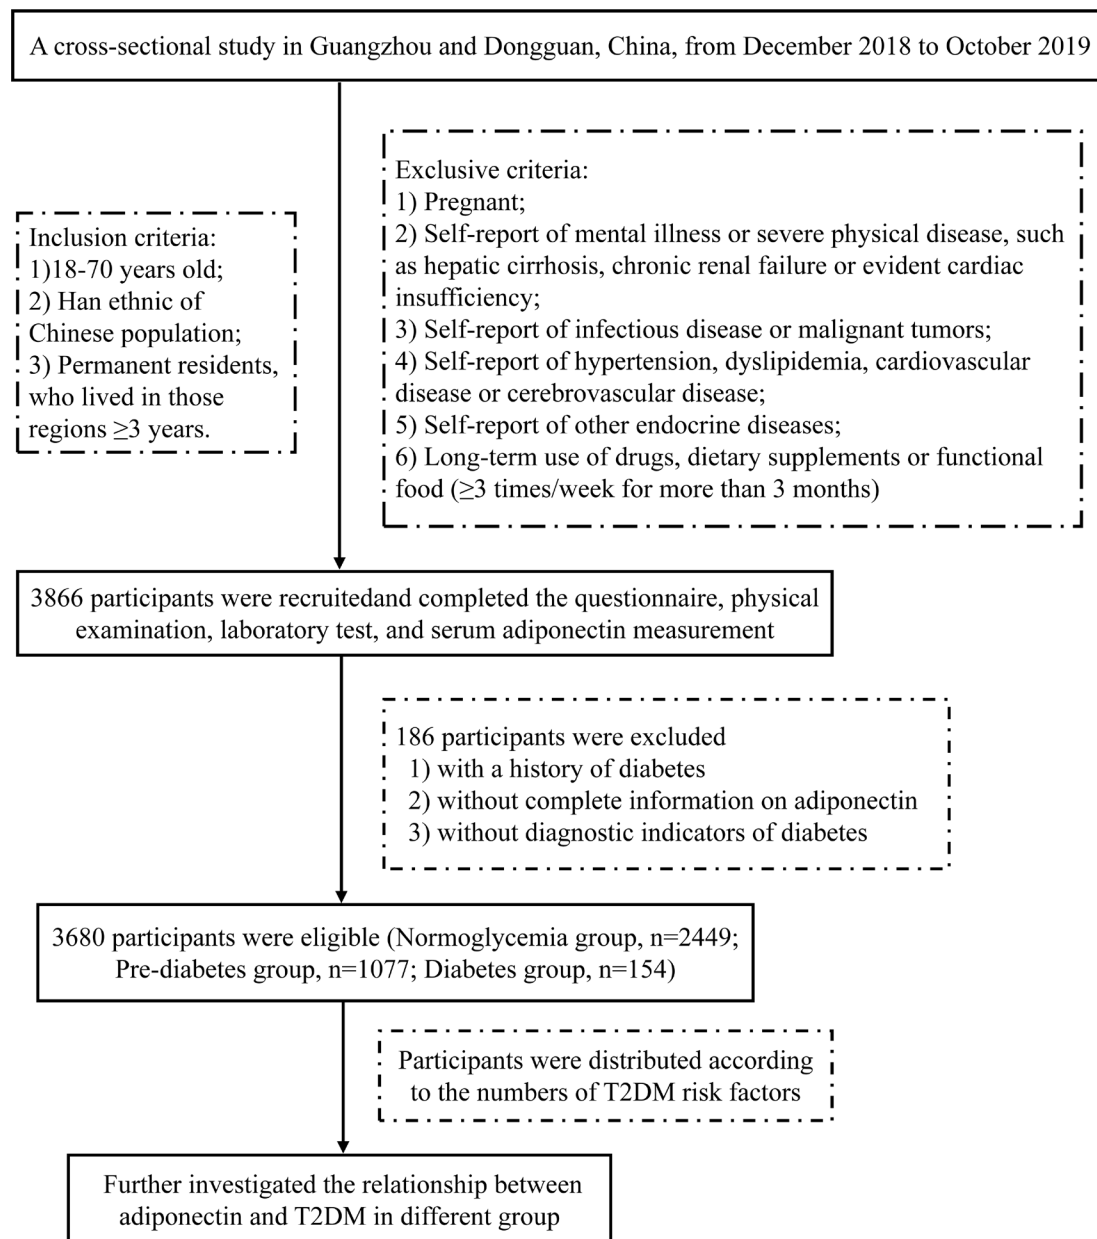 A cross-sectional study in Guangzhou and Dongguan, China, from December 2018 to October 2019
Inclusion criteria:
1)18-70 years old;
2) Han ethnic of
Chinese population;
3) Permanent residents,
who lived in those
regions ≥3 years.
Exclusive criteria:
1) Pregnant;
2) Self-report of mental illness or severe physical disease, such
as hepatic cirrhosis, chronic renal failure or evident cardiac
insufficiency;
3) Self-report of infectious disease or malignant tumors;
4) Self-report of hypertension, dyslipidemia, cardiovascular
disease or cerebrovascular disease;
5) Self-report of other endocrine diseases;
6) Long-term use of drugs, dietary supplements or functional
food (≥3 times/week for more than 3 months)
3866 participants were recruitedand completed the questionnaire, physical
examination, laboratory test, and serum adiponectin measurement
186 participants were excluded
1) with a history of diabetes
2) without complete information on adiponectin
3) without diagnostic indicators of diabetes
3680 participants were eligible (Normoglycemia group, n=2449;
Pre-diabetes group, n=1077; Diabetes group, n=154)
Participants were distributed according
to the numbers of T2DM risk factors
Further investigated the relationship between
adiponectin and T2DM in different group